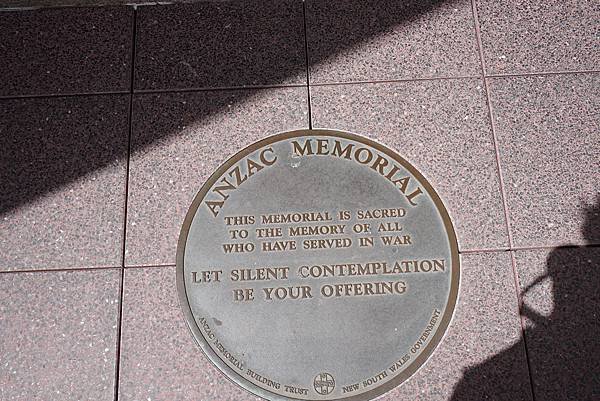 ANZAC MEMORIAL
THIS MEMORIAL IS SACRED
TO THE MEMORY OF ALL
WHO HAVE SERVED IN WAR
LET SILENT CONTEMPLATION
BE YOUR OFFERING
ANZAC MEMORIAL BUILDING TRUST
NEW SOUTH WALES GOVERNMENT